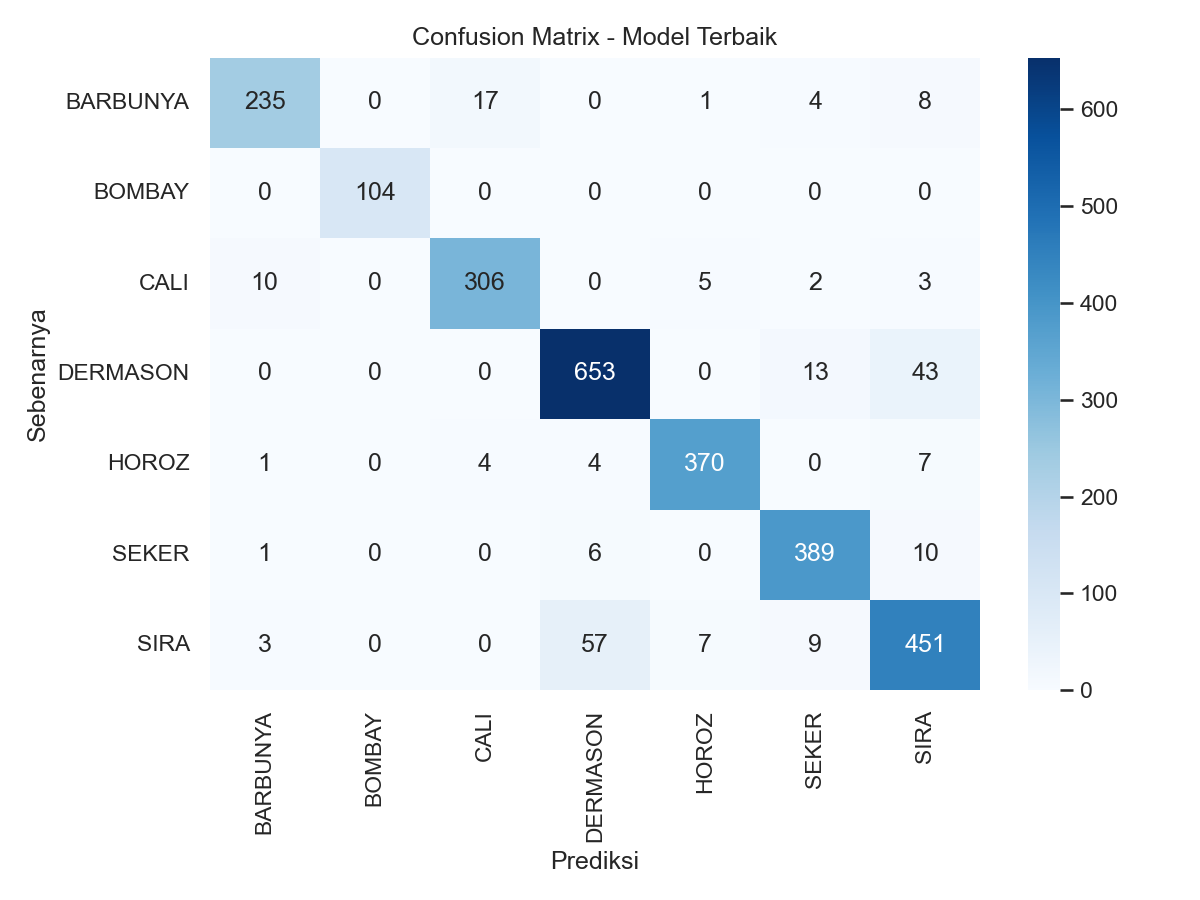 Confusion Matrix - Model Terbaik
Sebenarnya
BARBUNYA 235 0 17 0 1 4 8
BOMBAY 0 104 0 0 0 0 0
CALI 10 0 306 0 5 2 3
DERMASON 0 0 0 653 0 13 43
HOROZ 1 0 4 4 370 0 7
SEKER 1 0 0 6 0 389 10
SIRA 3 0 0 57 7 9 451
BARBUNYA BOMBAY CALI DERMASON HOROZ SEKER SIRA
Prediksi
600
500
400
300
200
100
0